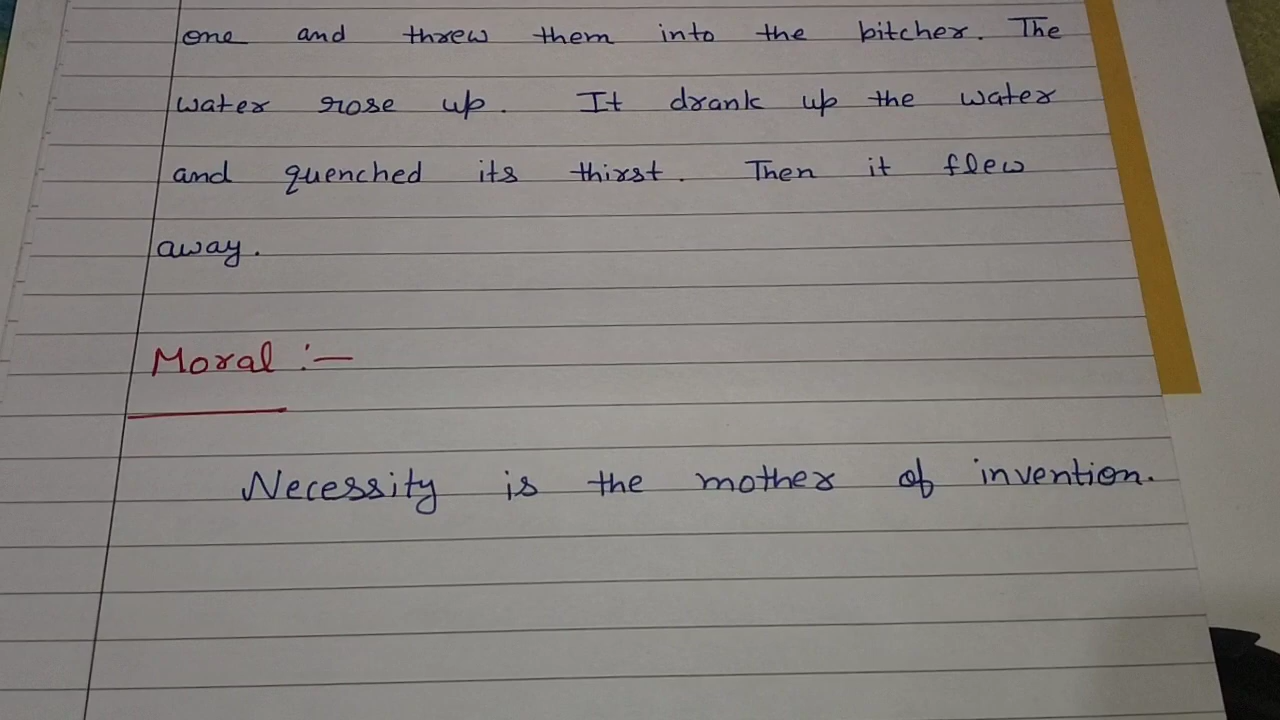 one and threw them into the pitcher. The
water rose up. It drank up the water
and quenched its thirst. Then it flew
away.
Moral :-
Necessity is the mother of invention.